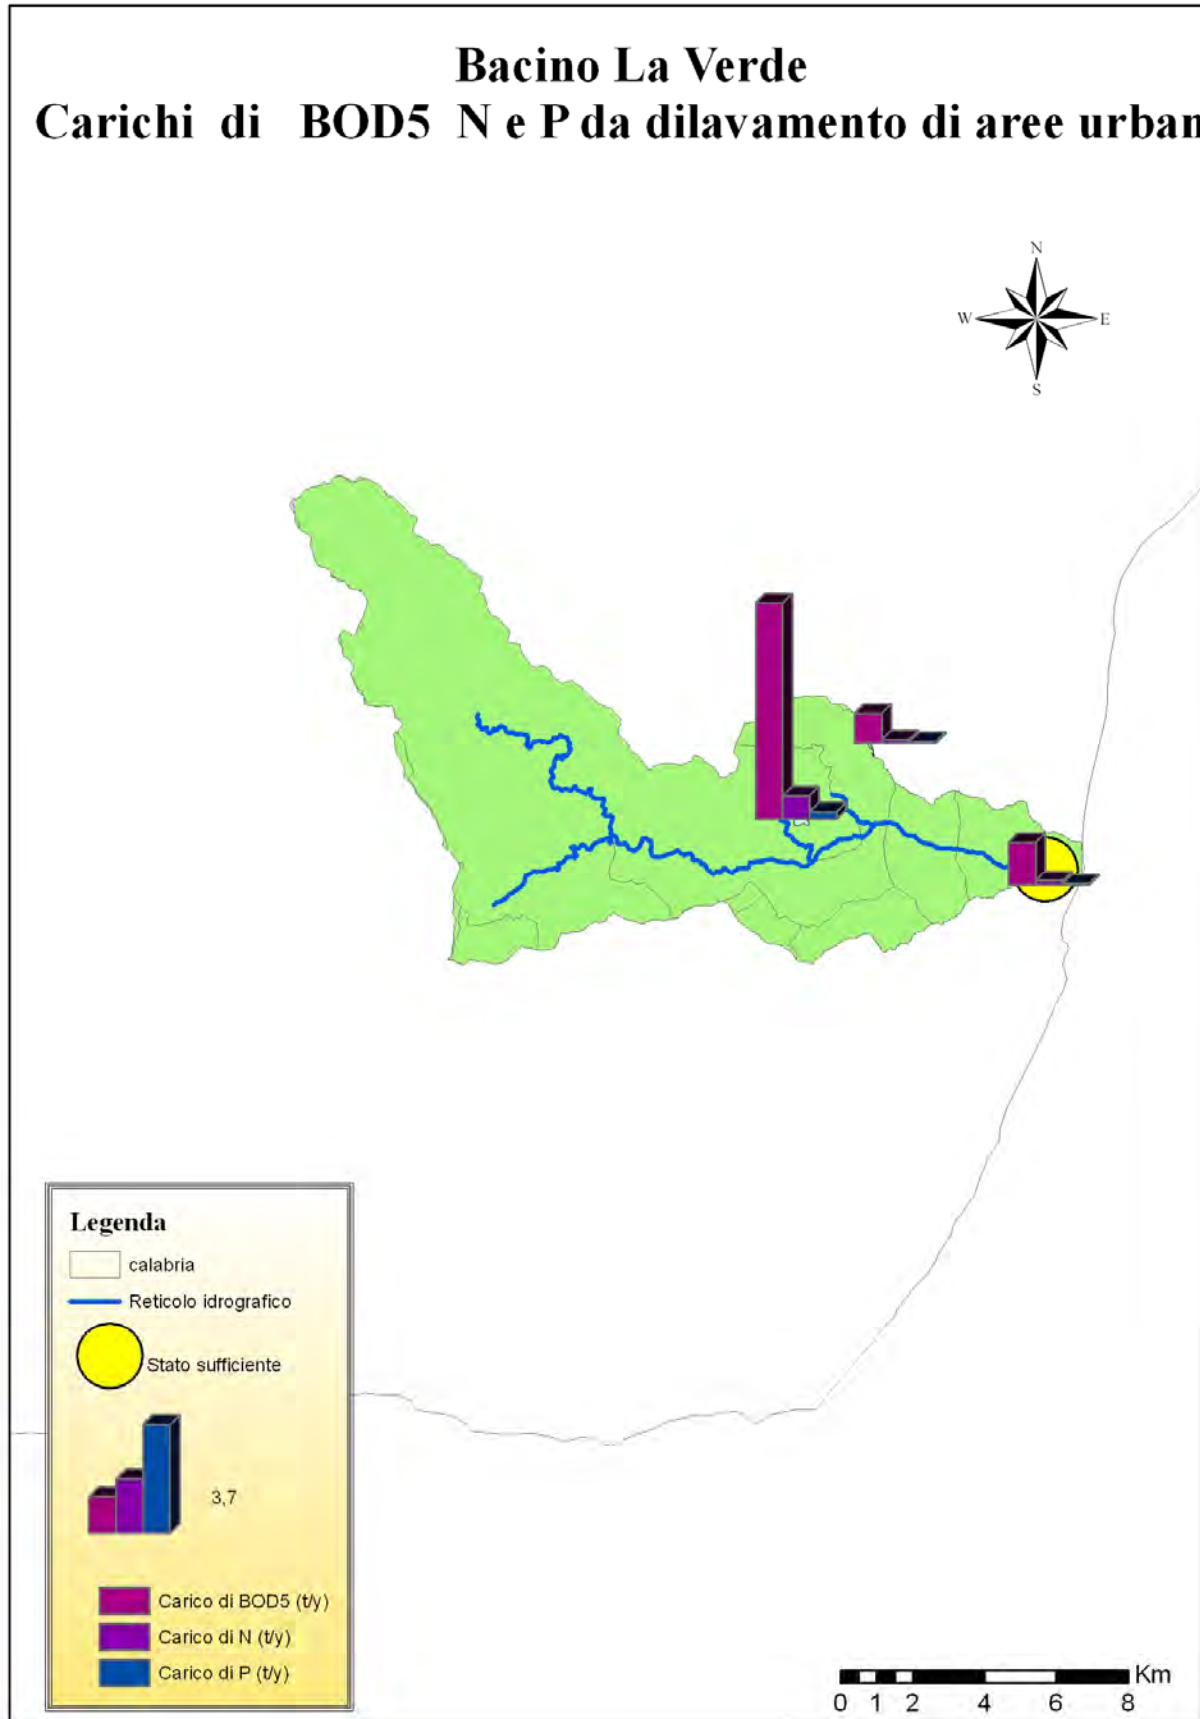 Bacino La Verde
Carichi di BOD5 N e P da dilavamento di aree urban
N
W E
S
Legenda
calabria
Reticolo idrografico
Stato sufficiente
3,7
Carico di BOD5 (t/y)
Carico di N (t/y)
Carico di P (t/y)
Km
0 1 2 4 6 8